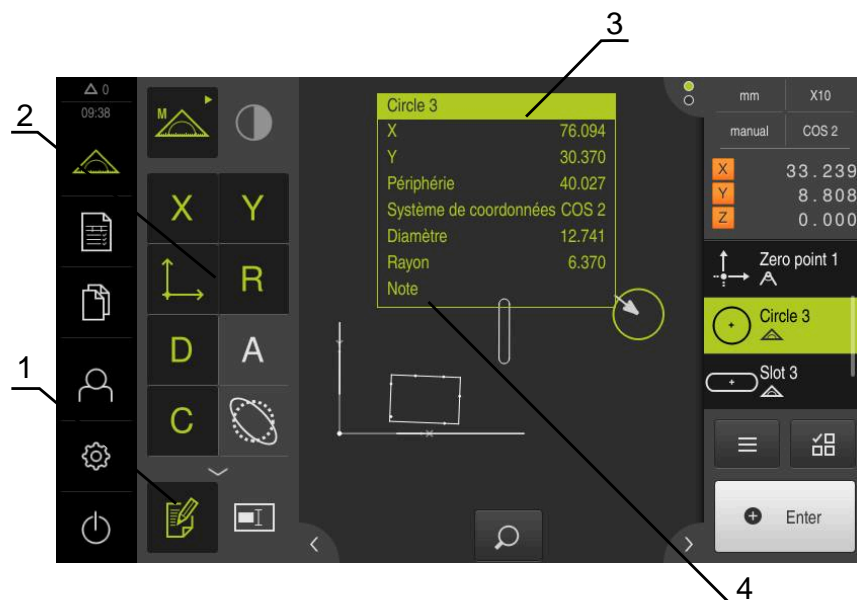 3
△ 0
09:38
2
M
X
Y
R
D
A
C
1
Circle 3
X 76.094
Y 30.370
Périphérie 40.027
Système de coordonnées COS 2
Diamètre 12.741
Rayon 6.370
Note
mm X10
manual COS 2
X 33.239
Y 8.808
Z 0.000
Zero point 1
Circle 3
Slot 3
Enter
4